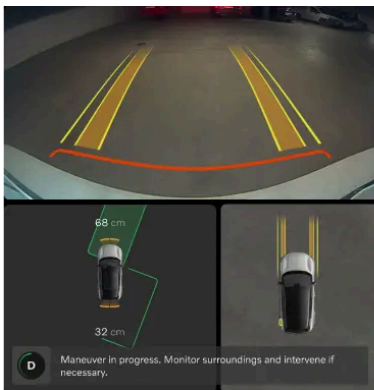 68 cm
32 cm
D
Maneuver in progress. Monitor surroundings and intervene if
necessary.